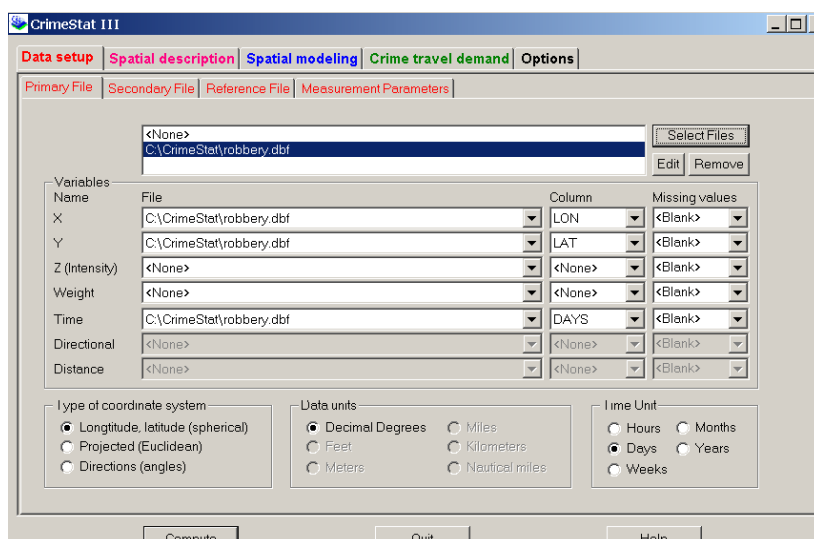 CrimeStat III
Data setup Spatial description Spatial modeling Crime travel demand Options
Primary File Secondary File Reference File Measurement Parameters
<None>
C:\CrimeStat\robbery.dbf
Select Files
Edit Remove
Variables
Name File Column Missing values
X C:\CrimeStat\robbery.dbf LON <Blank>
Y C:\CrimeStat\robbery.dbf LAT <Blank>
Z (Intensity) <None> <None> <Blank>
Weight <None> <None> <Blank>
Time C:\CrimeStat\robbery.dbf DAYS <Blank>
Directional <None> <None> <Blank>
Distance <None> <None> <Blank>
Type of coordinate system Data units Time Unit
Longtitude, latitude (spherical) Decimal Degrees Miles Hours Months
Projected (Euclidean) Feet Kilometers Days Years
Directions (angles) Meters Nautical miles Weeks
Compute Quit Help